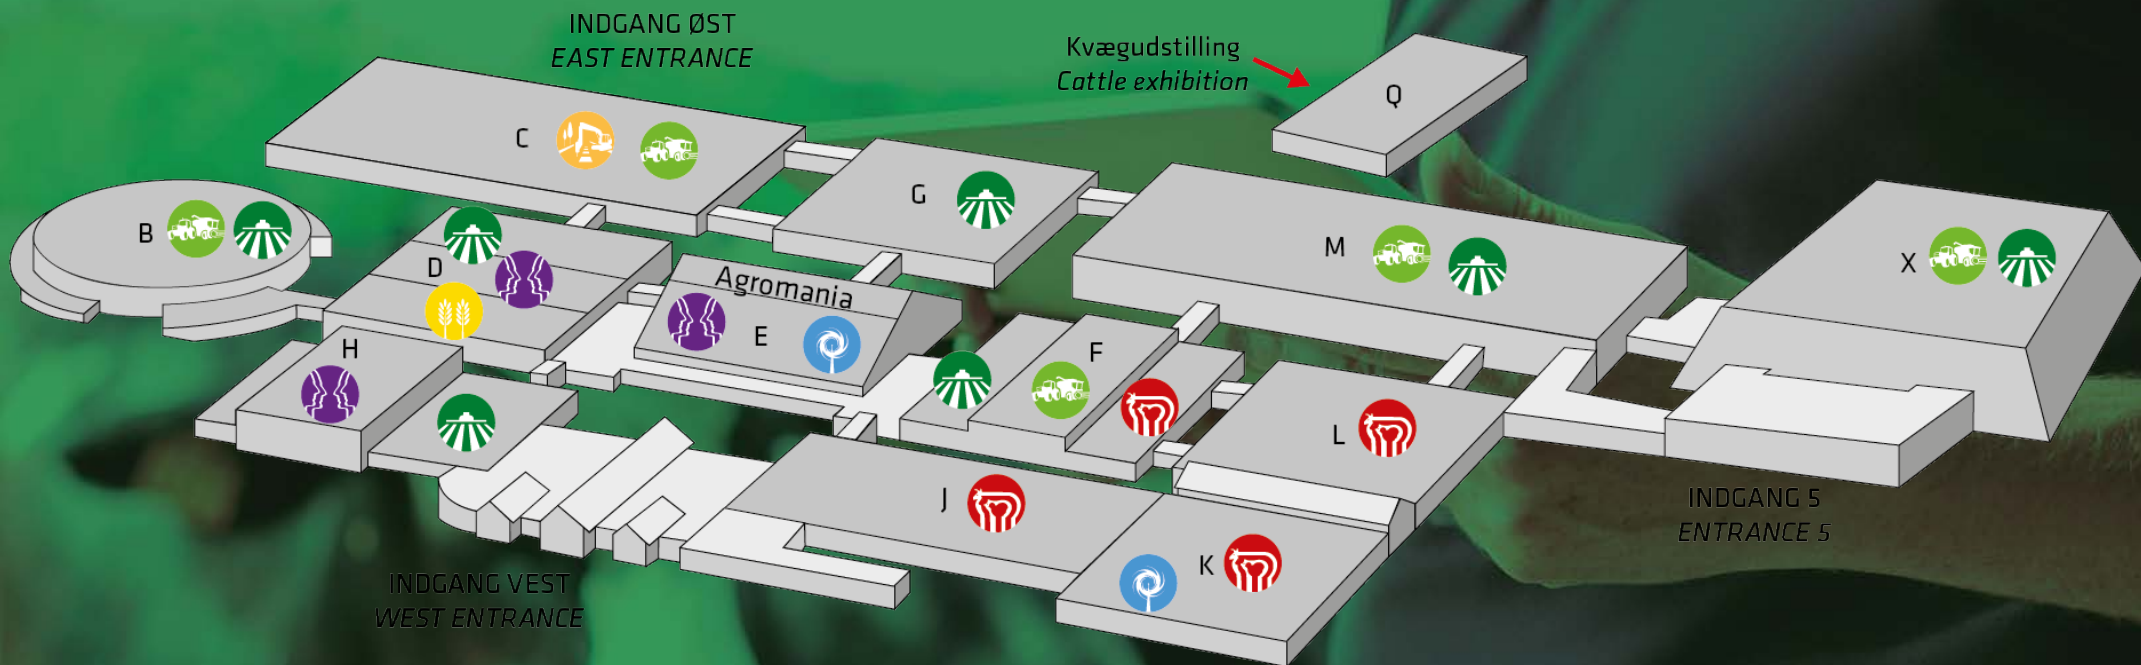 INDGANG ØST
EAST ENTRANCE
Kvægudstilling
Cattle exhibition
Q
C
G
B
M
X
D
Agromania
E
H
F
L
J
K
INDGANG 5
ENTRANCE 5
INDGANG VEST
WEST ENTRANCE